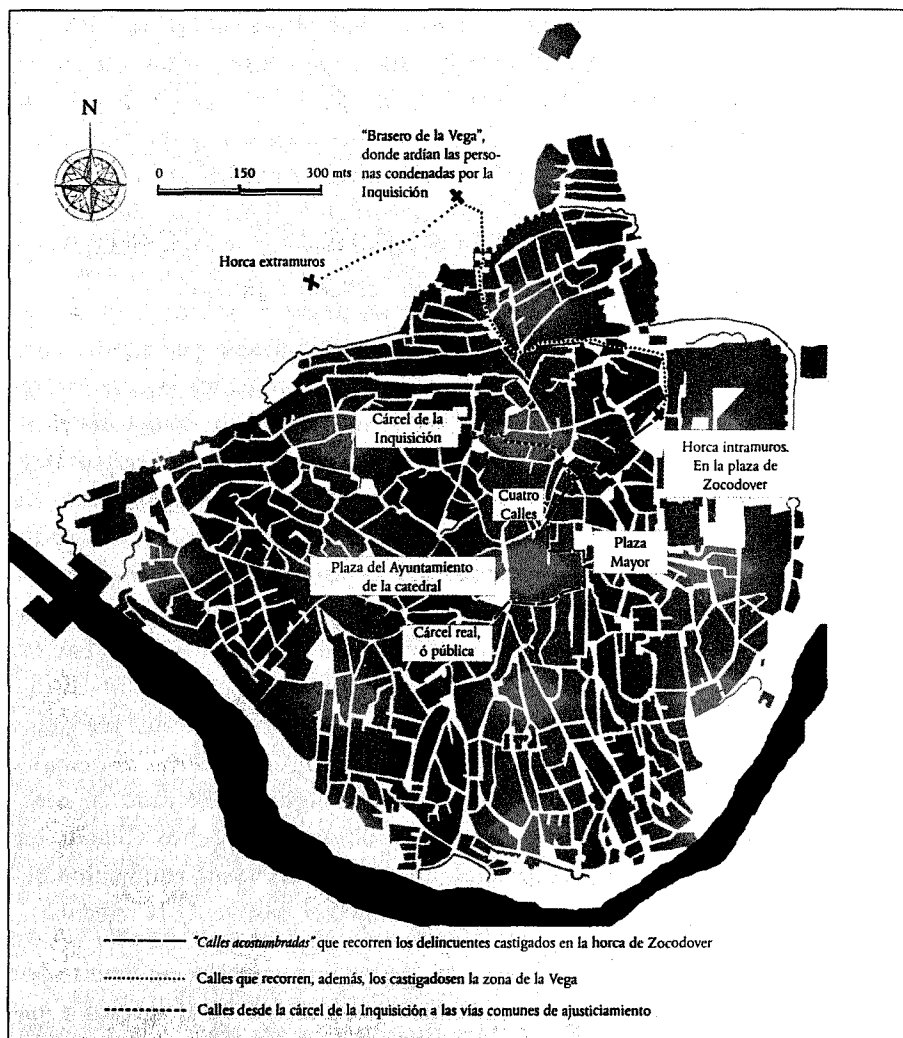 N
0 150 300 mts
"Brasero de la Vega",
donde ardían las perso-
nas condenadas por la
Inquisición
Horca extramuros
Cárcel de la
Inquisición
Horca intramuros.
En la plaza de
Zocodover
Cuatro
Calles
Plaza
Mayor
Plaza del Ayuntamiento
de la catedral
Cárcel real,
ó pública
"Calles acostumbradas" que recorren los delincuentes castigados en la horca de Zocodover
Calles que recorren, además, los castigadosen la zona de la Vega
Calles desde la cárcel de la Inquisición a las vías comunes de ajusticiamiento